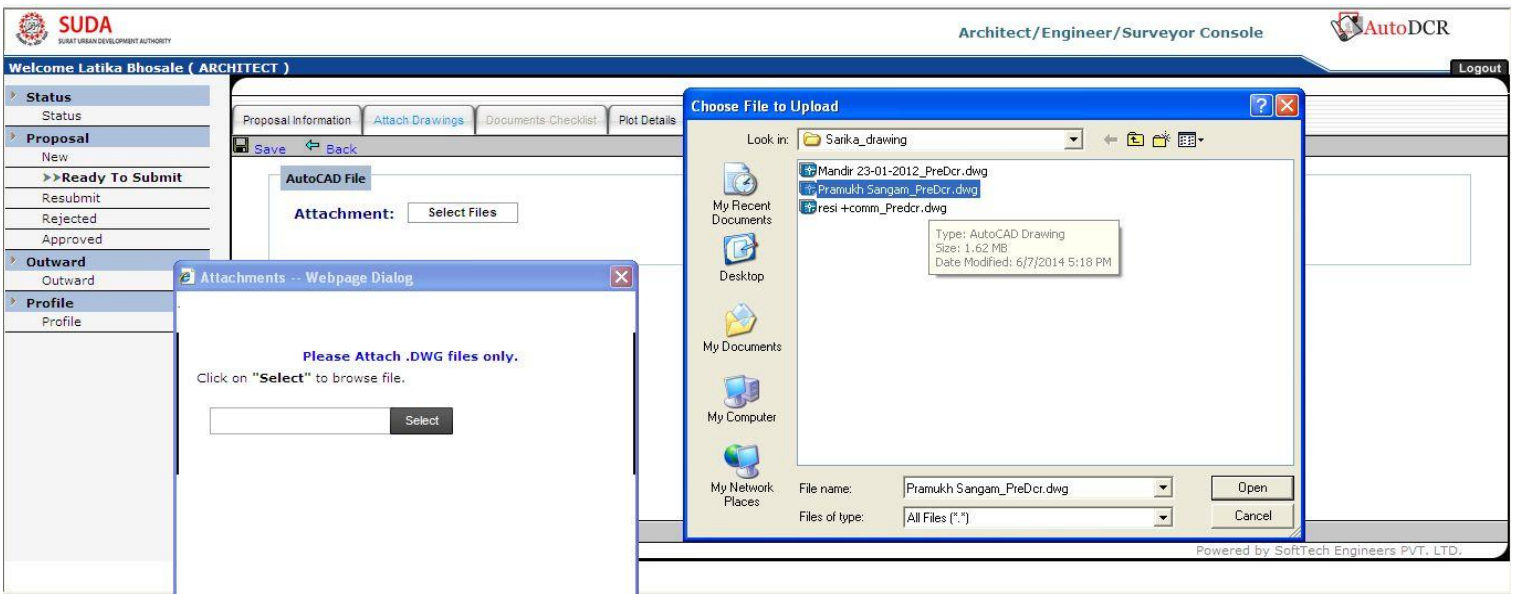 SUDA
SURAT URBAN DEVELOPMENT AUTHORITY
Architect/Engineer/Surveyor Console
AutoDCR
Welcome Latika Bhosale ( ARCHITECT )
Logout
Status
Status
Proposal
New
>>Ready To Submit
Resubmit
Rejected
Approved
Outward
Outward
Profile
Profile
Proposal Information
Attach Drawings
Documents Checklist
Plot Details
Save
Back
AutoCAD File
Attachment:
Select Files
Attachments -- Webpage Dialog
.
Please Attach .DWG files only.
Click on "Select" to browse file.
Select
Choose File to Upload
Look in:
Sarika_drawing
My Recent
Documents
Desktop
My Documents
My Computer
My Network
Places
Mandir 23-01-2012_PreDcr.dwg
Pramukh Sangam_PreDcr.dwg
resi +comm_Predcr.dwg
Type: AutoCAD Drawing
Size: 1.62 MB
Date Modified: 6/7/2014 5:18 PM
File name:
Pramukh Sangam_PreDcr.dwg
Open
Files of type:
All Files (*.*)
Cancel
Powered by SoftTech Engineers PVT. LTD.